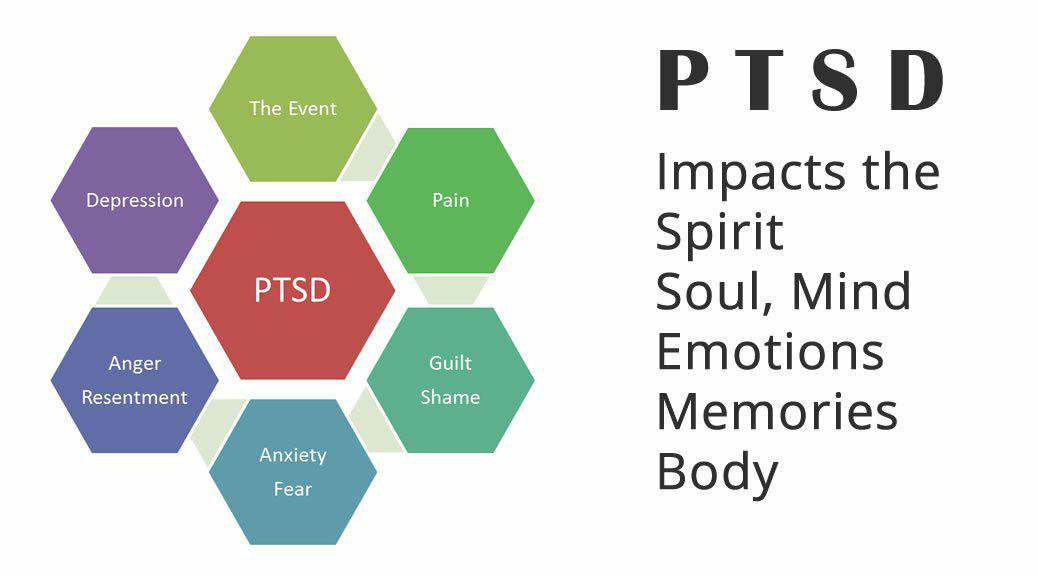 The Event
Pain
Guilt
Shame
Anxiety
Fear
Anger
Resentment
Depression
PTSD
PTSD
Impacts the
Spirit
Soul, Mind
Emotions
Memories
Body